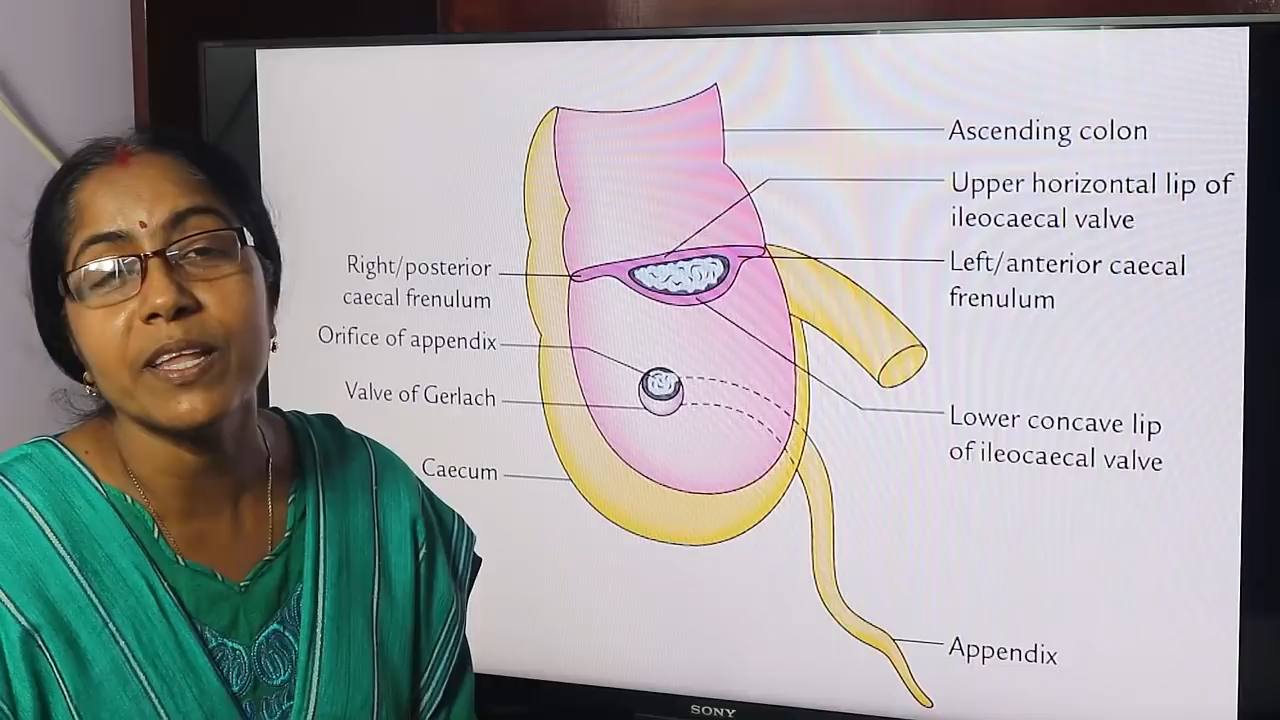 Ascending colon
Upper horizontal lip of
ileocaecal valve
Left/anterior caecal
frenulum
Right/posterior
caecal frenulum
Orifice of appendix
Valve of Gerlach
Caecum
Lower concave lip
of ileocaecal valve
Appendix
SONY